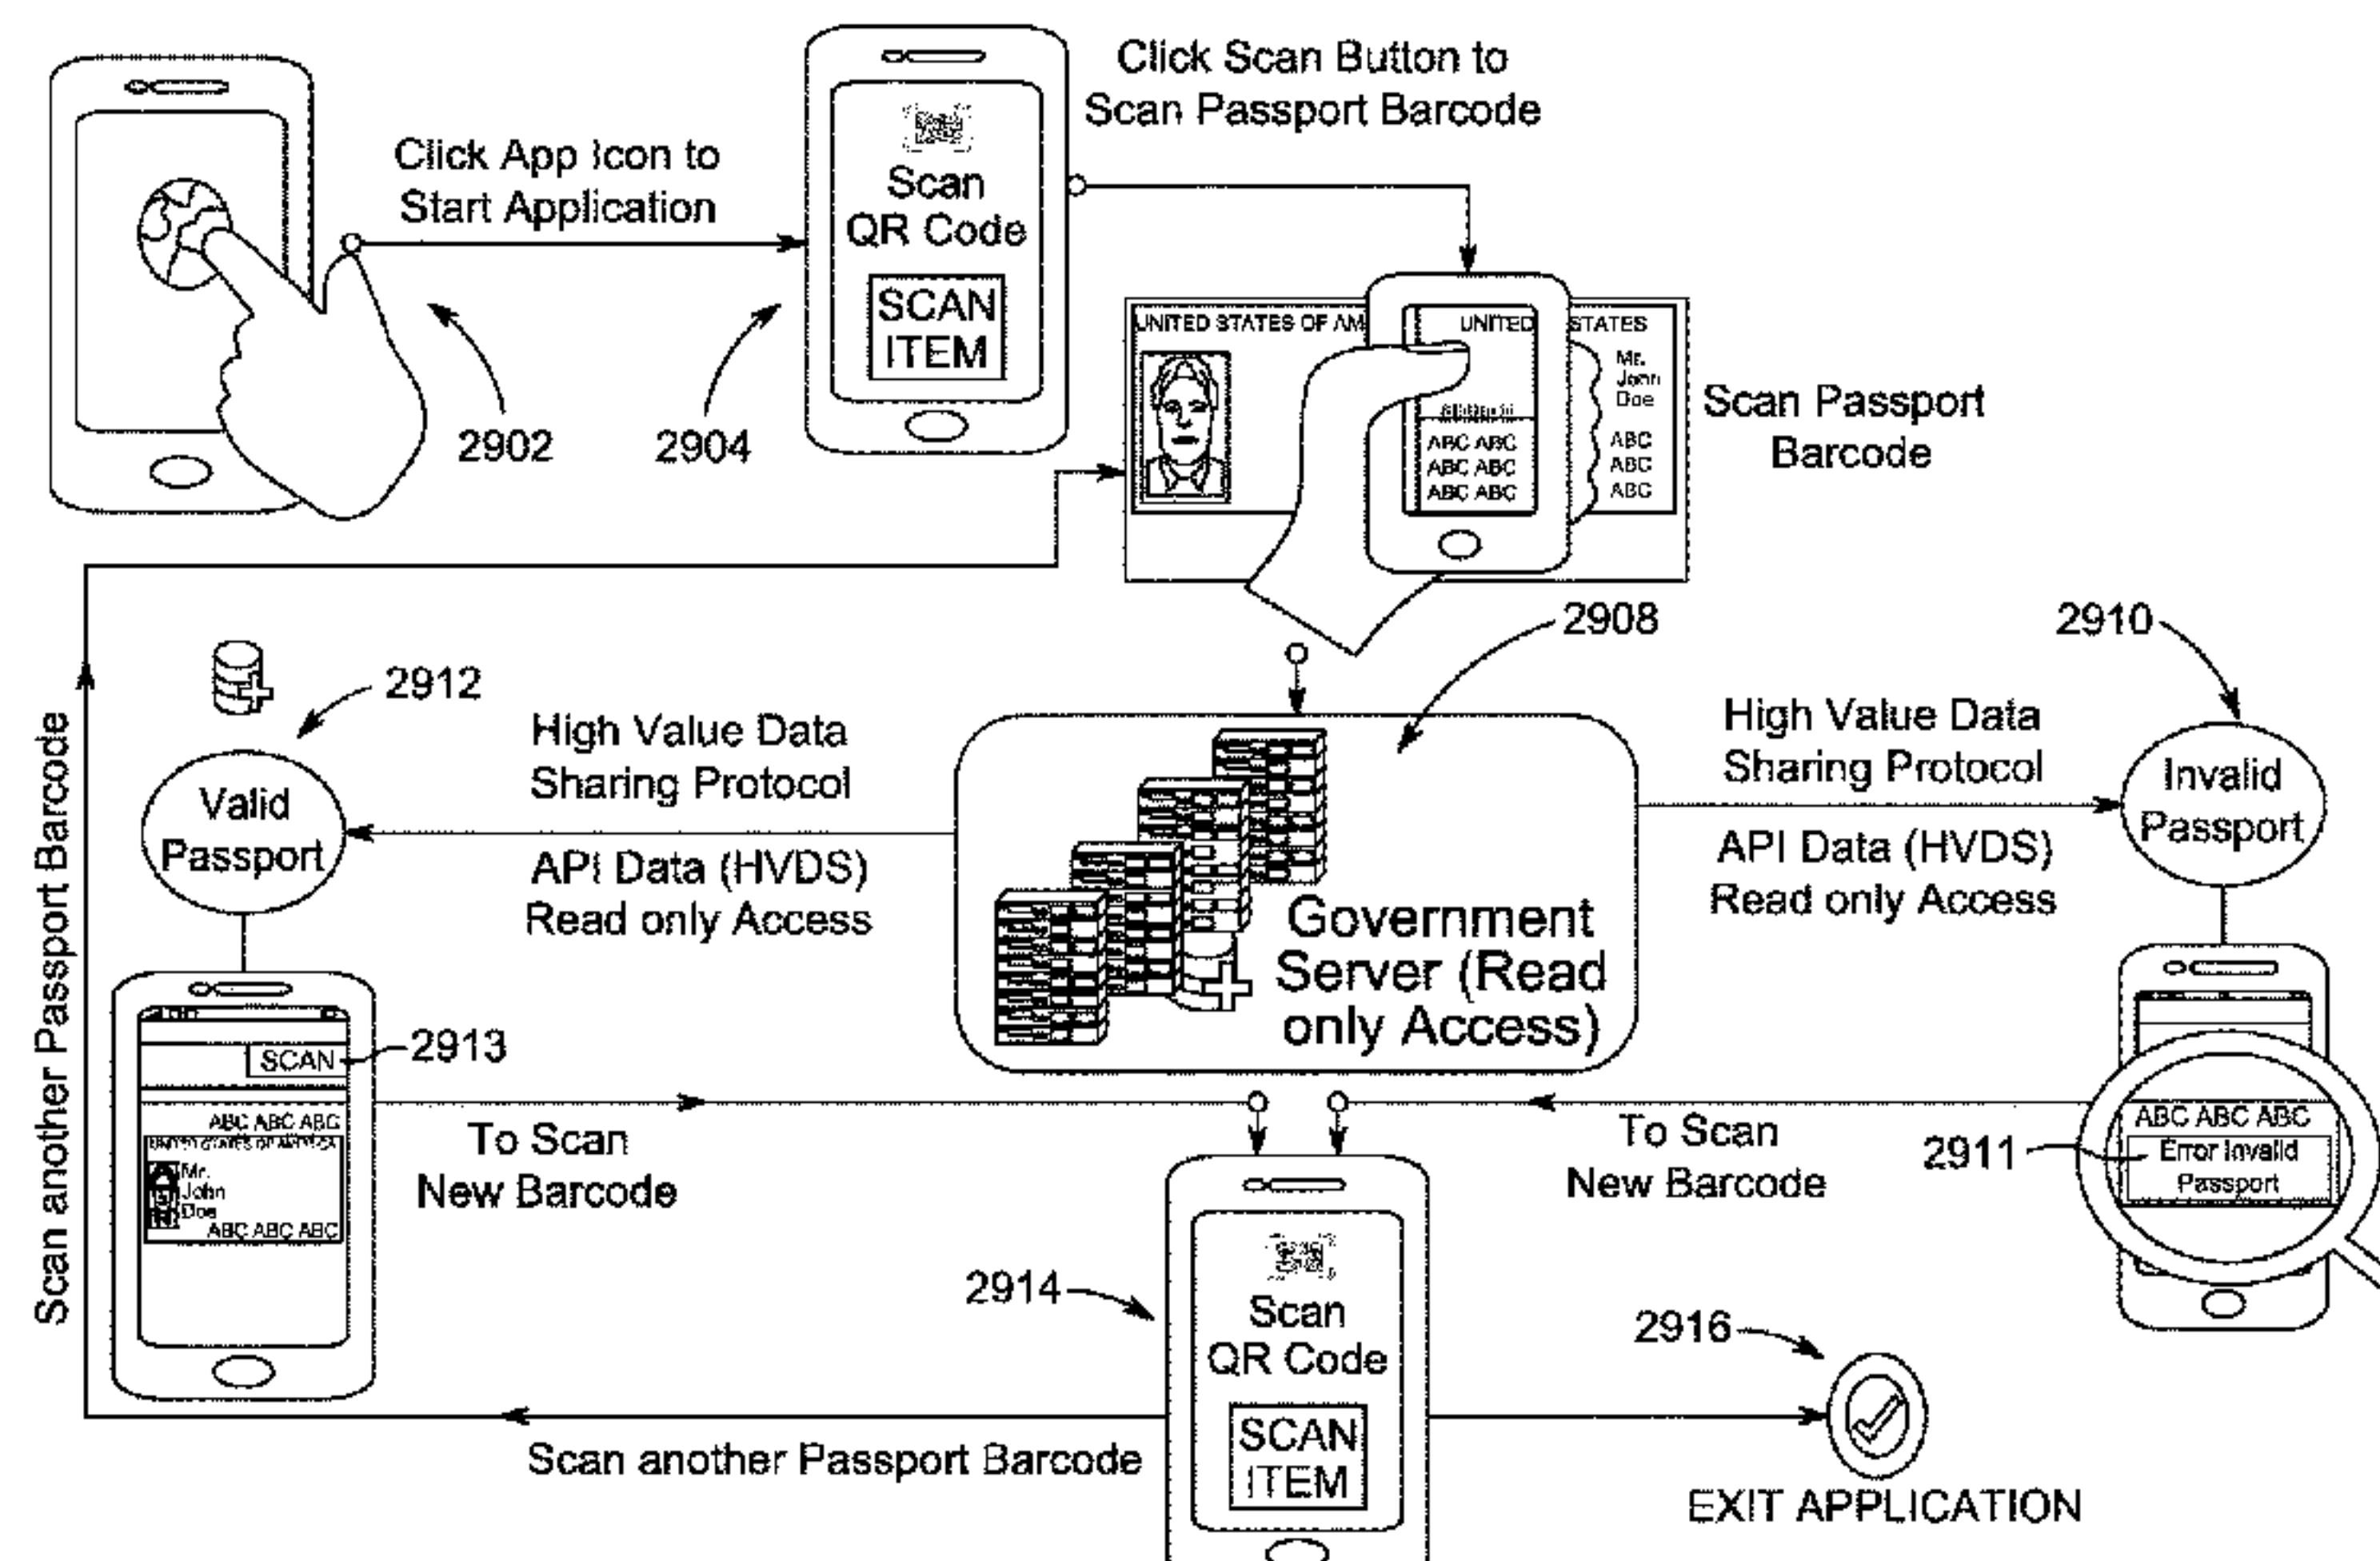 Click App Icon to
Start Application
2902
2904
Scan
QR Code
SCAN
ITEM
Click Scan Button to
Scan Passport Barcode
UNITED STATES OF AM
UNITED
STATES
Mr.
John
Doe
ABC
ABC
ABC
ABC ABC
ABC ABC
ABC ABC
Scan Passport
Barcode
2908
2910
2912
Scan another Passport Barcode
Valid
Passport
High Value Data
Sharing Protocol
API Data (HVDS)
Read only Access
Government
Server (Read
only Access)
High Value Data
Sharing Protocol
API Data (HVDS)
Read only Access
Invalid
Passport
SCAN
2913
ABC ABC ABC
UNITED STATES OF AMERICA
Mr.
John
Doe
ABC ABC ABC
To Scan
New Barcode
To Scan
New Barcode
2911
ABC ABC ABC
Error Invalid
Passport
2914
Scan
QR Code
SCAN
ITEM
2916
Scan another Passport Barcode
EXIT APPLICATION